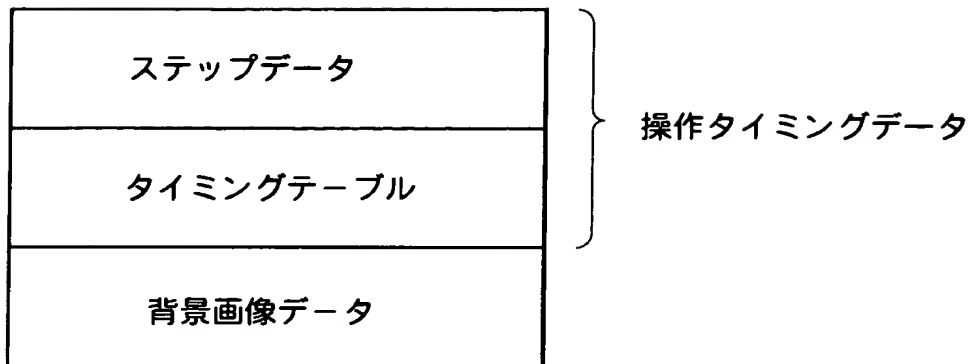 ステップデータ
操作タイミングデータ
タイミングテーブル
背景画像データ